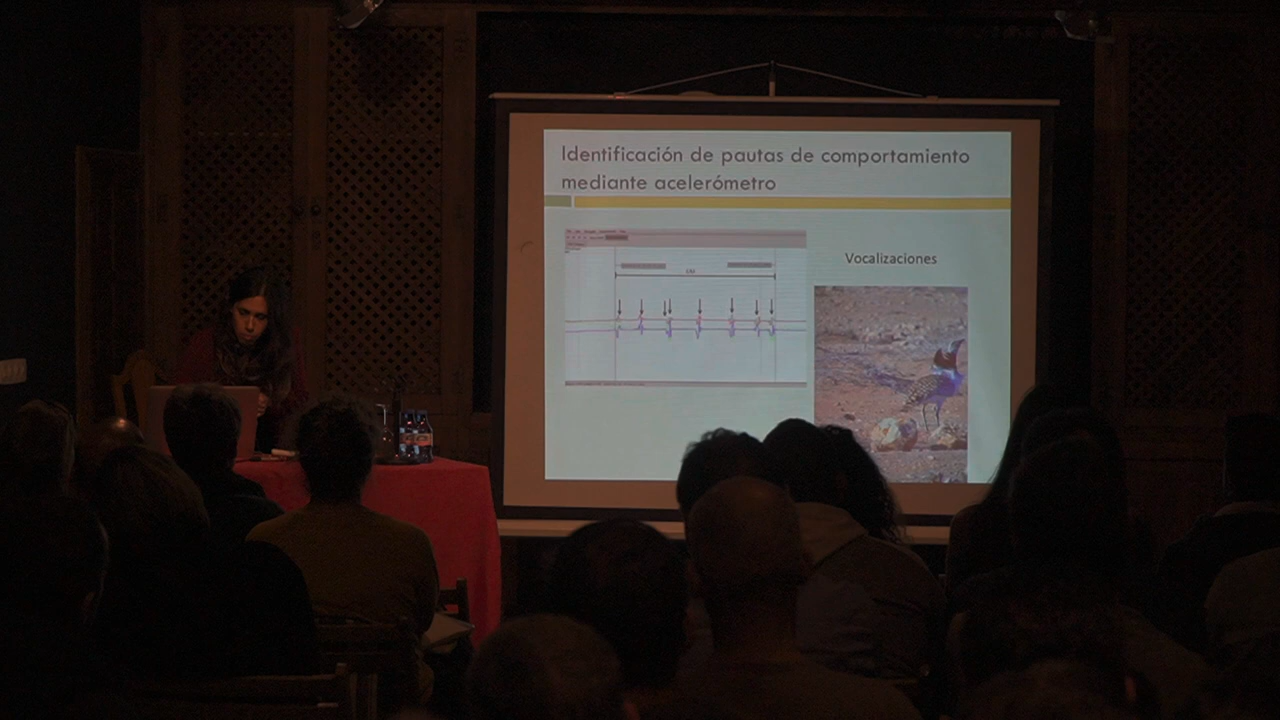 Identificación de pautas de comportamiento
mediante acelerómetro
Vocalizaciones